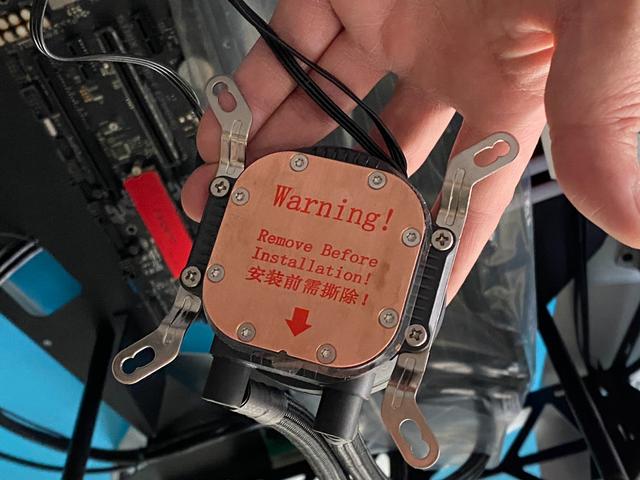 Warning!
Remove Before
Installation!
安装前需撕除!